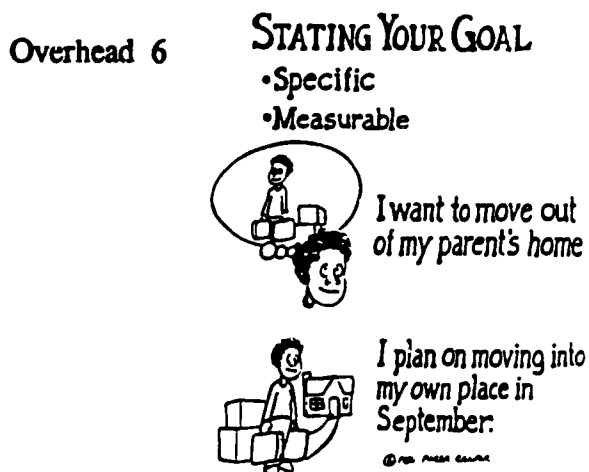 Overhead 6
STATING YOUR GOAL
•Specific
•Measurable
I want to move out
of my parent's home
I plan on moving into
my own place in
September.
©